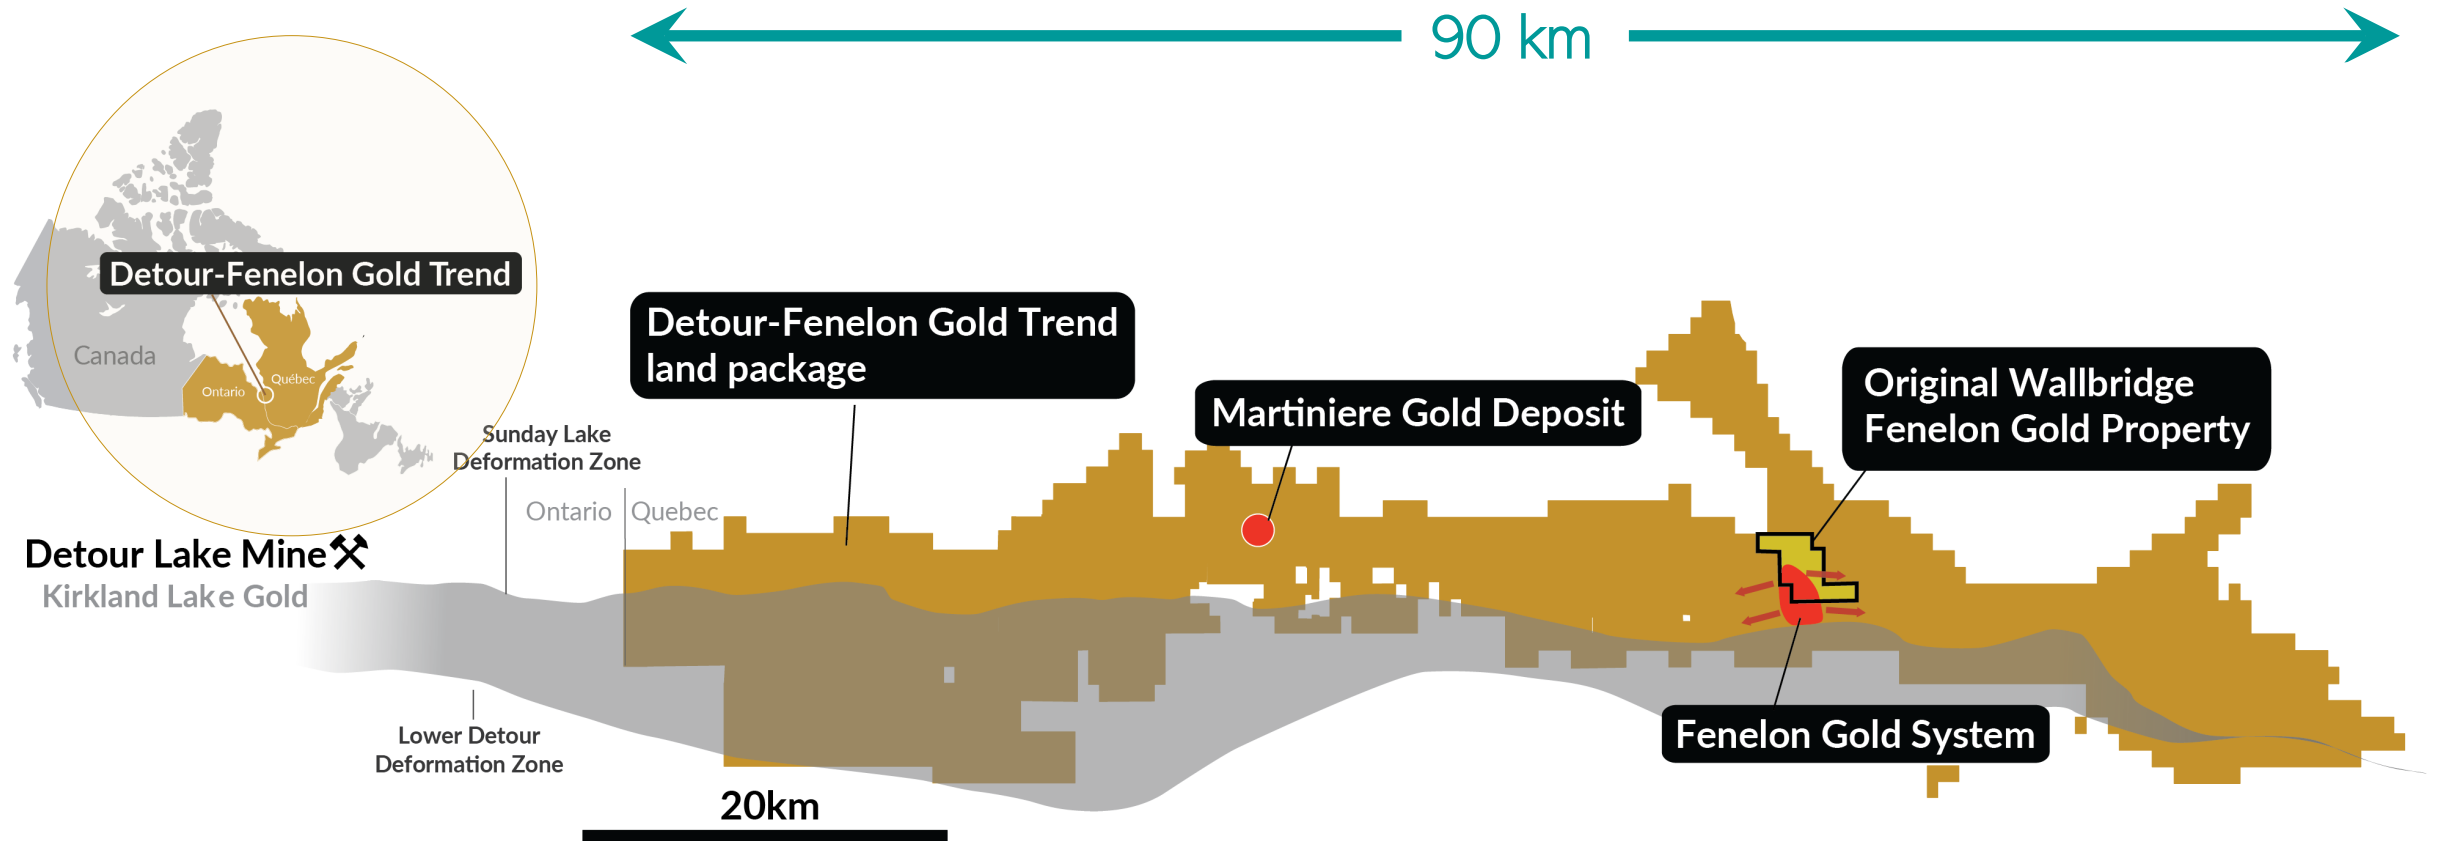 90 km
Detour-Fenelon Gold Trend
Canada
Ontario
Québec
Detour-Fenelon Gold Trend
land package
Martiniere Gold Deposit
Original Wallbridge
Fenelon Gold Property
Sunday Lake
Deformation Zone
Ontario
Quebec
Detour Lake Mine
Kirkland Lake Gold
Lower Detour
Deformation Zone
Fenelon Gold System
20km